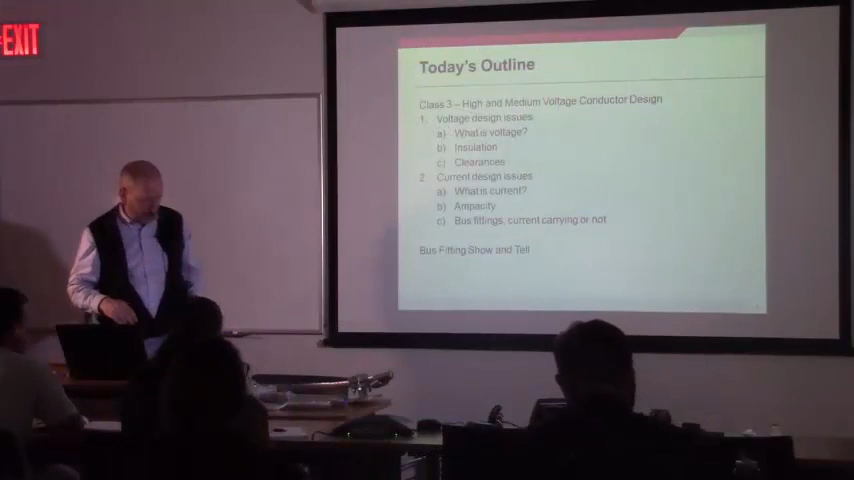 EXIT
Today's Outline
Class 3 – High and Medium Voltage Conductor Design
1. Voltage design issues
a) What is voltage?
b) Insulation
c) Clearances
2. Current design issues
a) What is current?
b) Ampacity
c) Bus fittings, current carrying or not
Bus Fitting Show and Tell